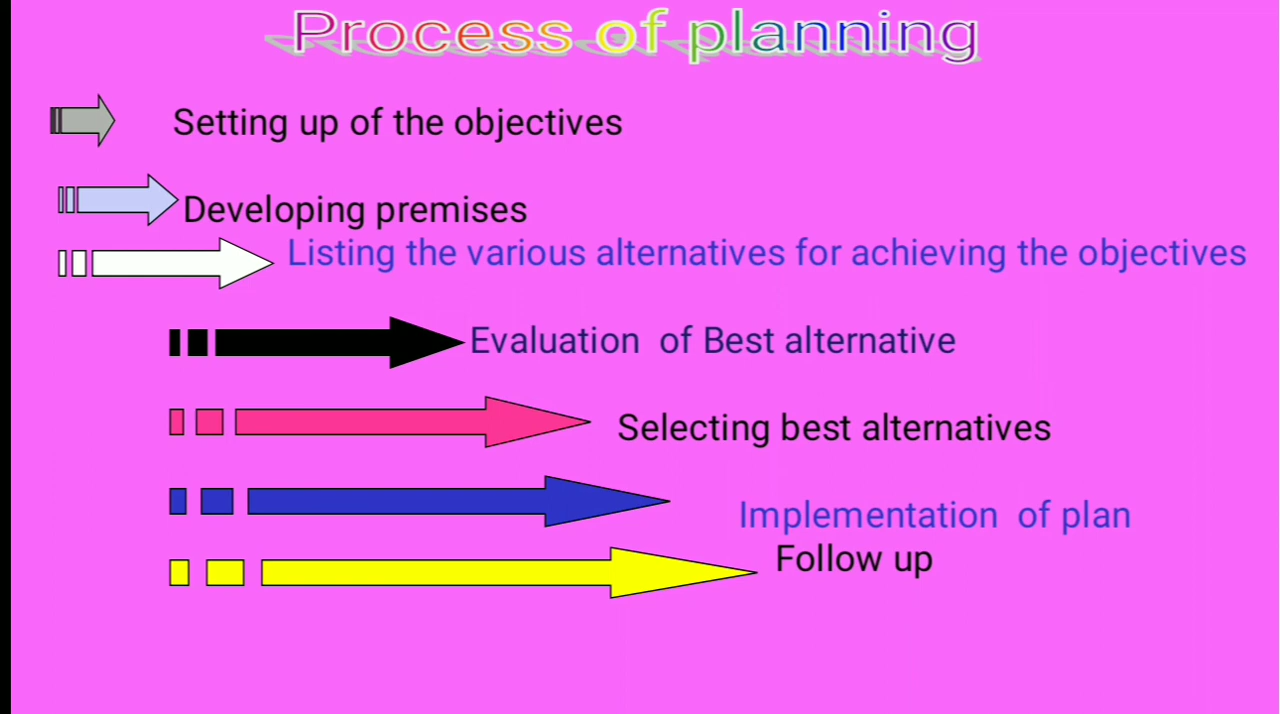 Process of planning
Setting up of the objectives
Developing premises
Listing the various alternatives for achieving the objectives
Evaluation of Best alternative
Selecting best alternatives
Implementation of plan
Follow up